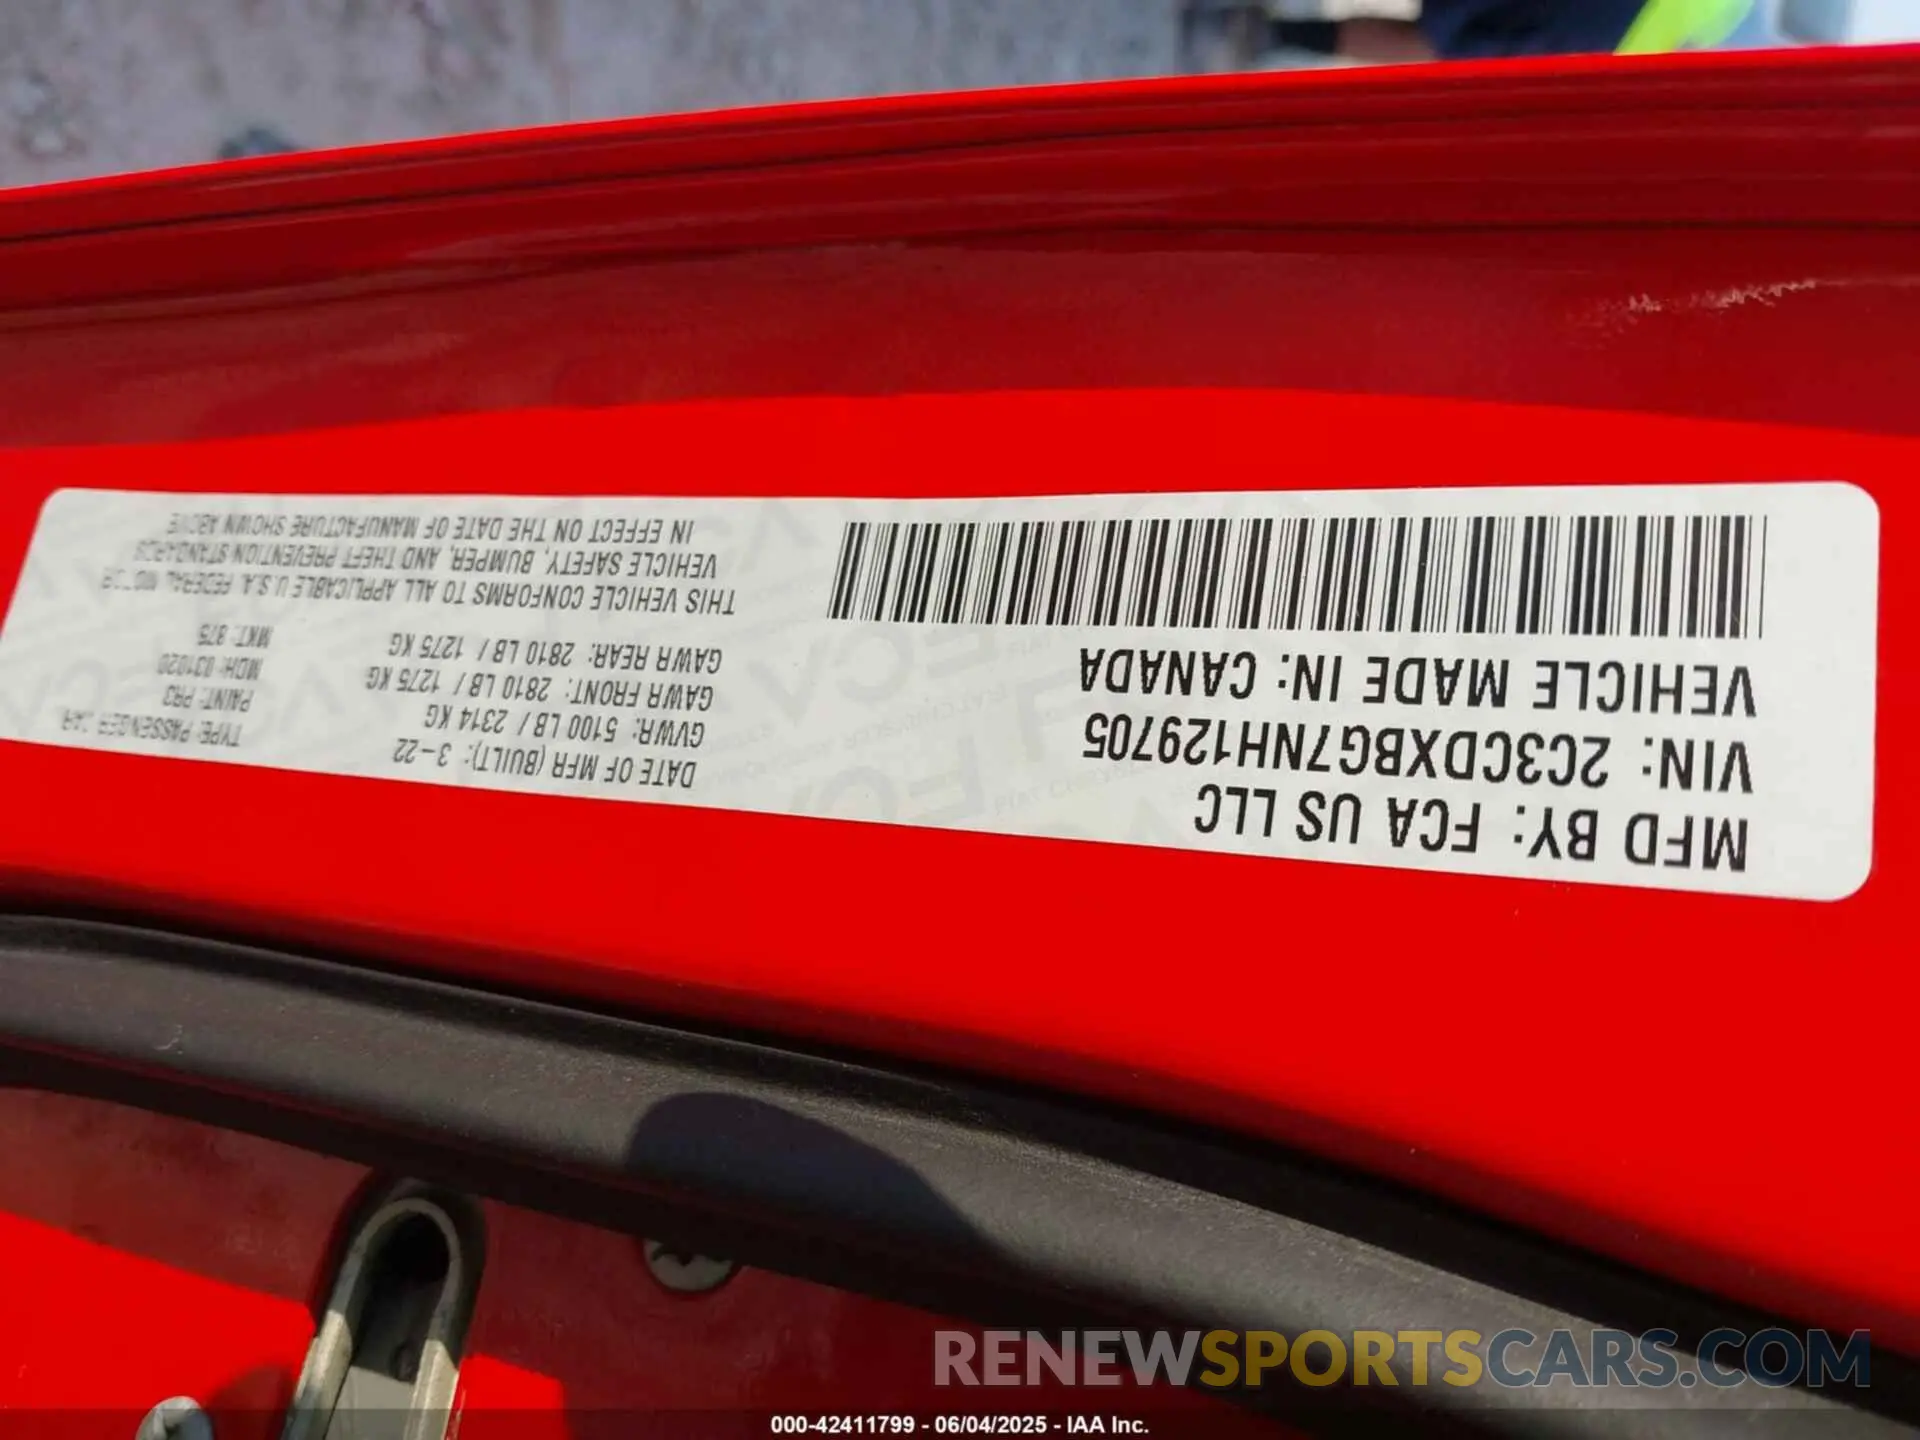 MFD BY: FCA US LLC
VIN: 2C3CDXBG7NH129705
VEHICLE MADE IN: CANADA
DATE OF MFR (BUILT): 3-22
GVWR: 5100 LB / 2314 KG
GAWR FRONT: 2810 LB / 1275 KG
GAWR REAR: 2810 LB / 1275 KG
TYPE: PASSENGER CAR
PAINT: PR3
MDH: 031020
MKT: 875
THIS VEHICLE CONFORMS TO ALL APPLICABLE U.S.A. FEDERAL MOTOR
VEHICLE SAFETY, BUMPER, AND THEFT PREVENTION STANDARDS
IN EFFECT ON THE DATE OF MANUFACTURE SHOWN ABOVE
RENEWSPORTSCARS.COM
000-42411799 - 06/04/2025 - IAA Inc.